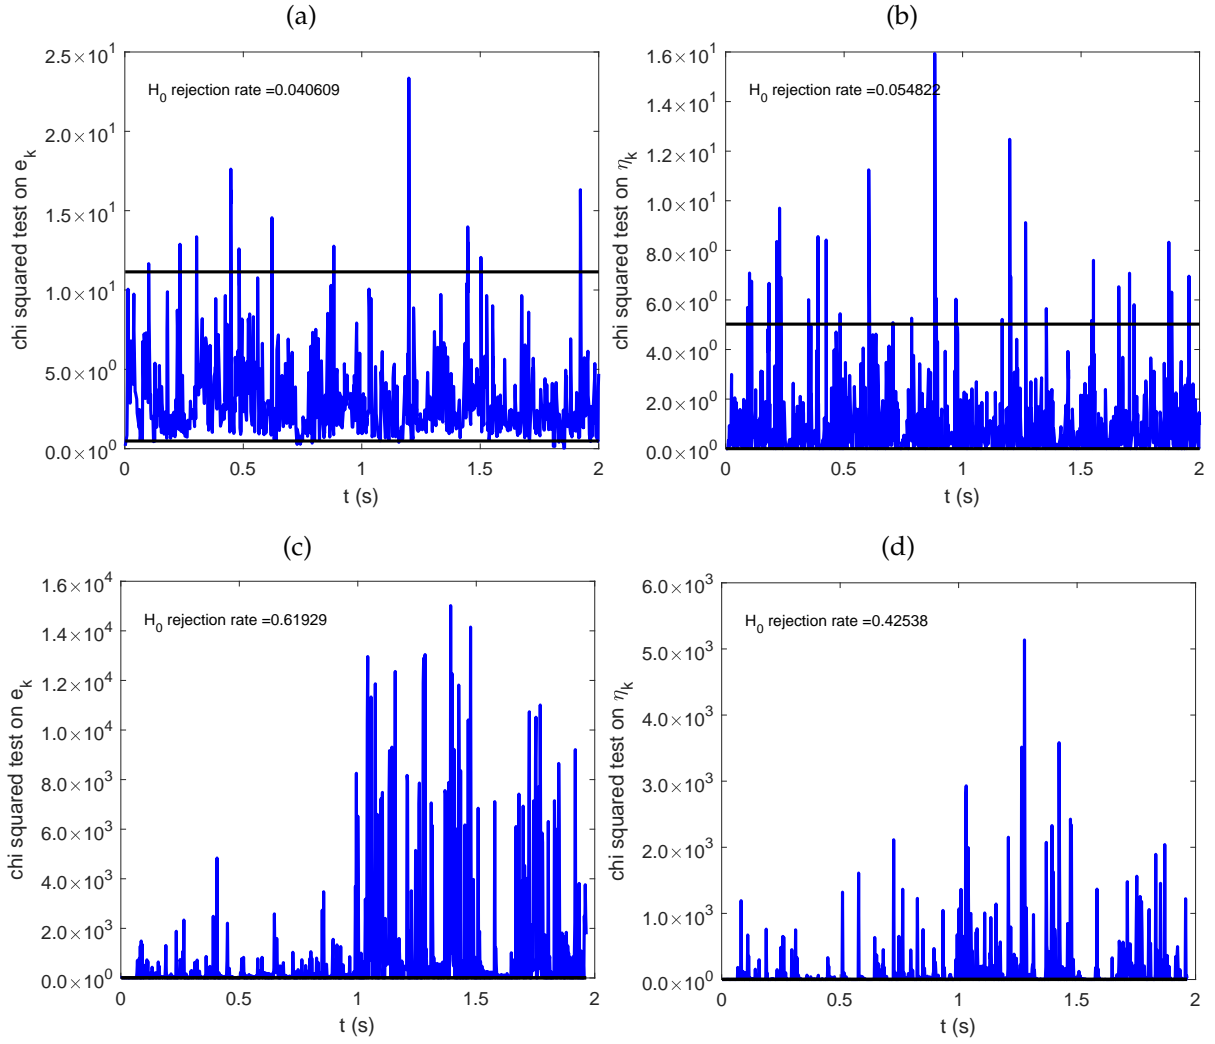 (a)
2.5×10^1
2.0×10^1
1.5×10^1
1.0×10^1
5.0×10^0
0.0×10^0
chi squared test on e_k
H_0 rejection rate =0.040609
0 0.5 1 1.5 2
t (s)
(b)
1.6×10^1
1.4×10^1
1.2×10^1
1.0×10^1
8.0×10^0
6.0×10^0
4.0×10^0
2.0×10^0
0.0×10^0
chi squared test on η_k
H_0 rejection rate =0.054822
0 0.5 1 1.5 2
t (s)
(c)
1.6×10^4
1.4×10^4
1.2×10^4
1.0×10^4
8.0×10^3
6.0×10^3
4.0×10^3
2.0×10^3
0.0×10^0
chi squared test on e_k
H_0 rejection rate =0.61929
0 0.5 1 1.5 2
t (s)
(d)
6.0×10^3
5.0×10^3
4.0×10^3
3.0×10^3
2.0×10^3
1.0×10^3
0.0×10^0
chi squared test on η_k
H_0 rejection rate =0.42538
0 0.5 1 1.5 2
t (s)